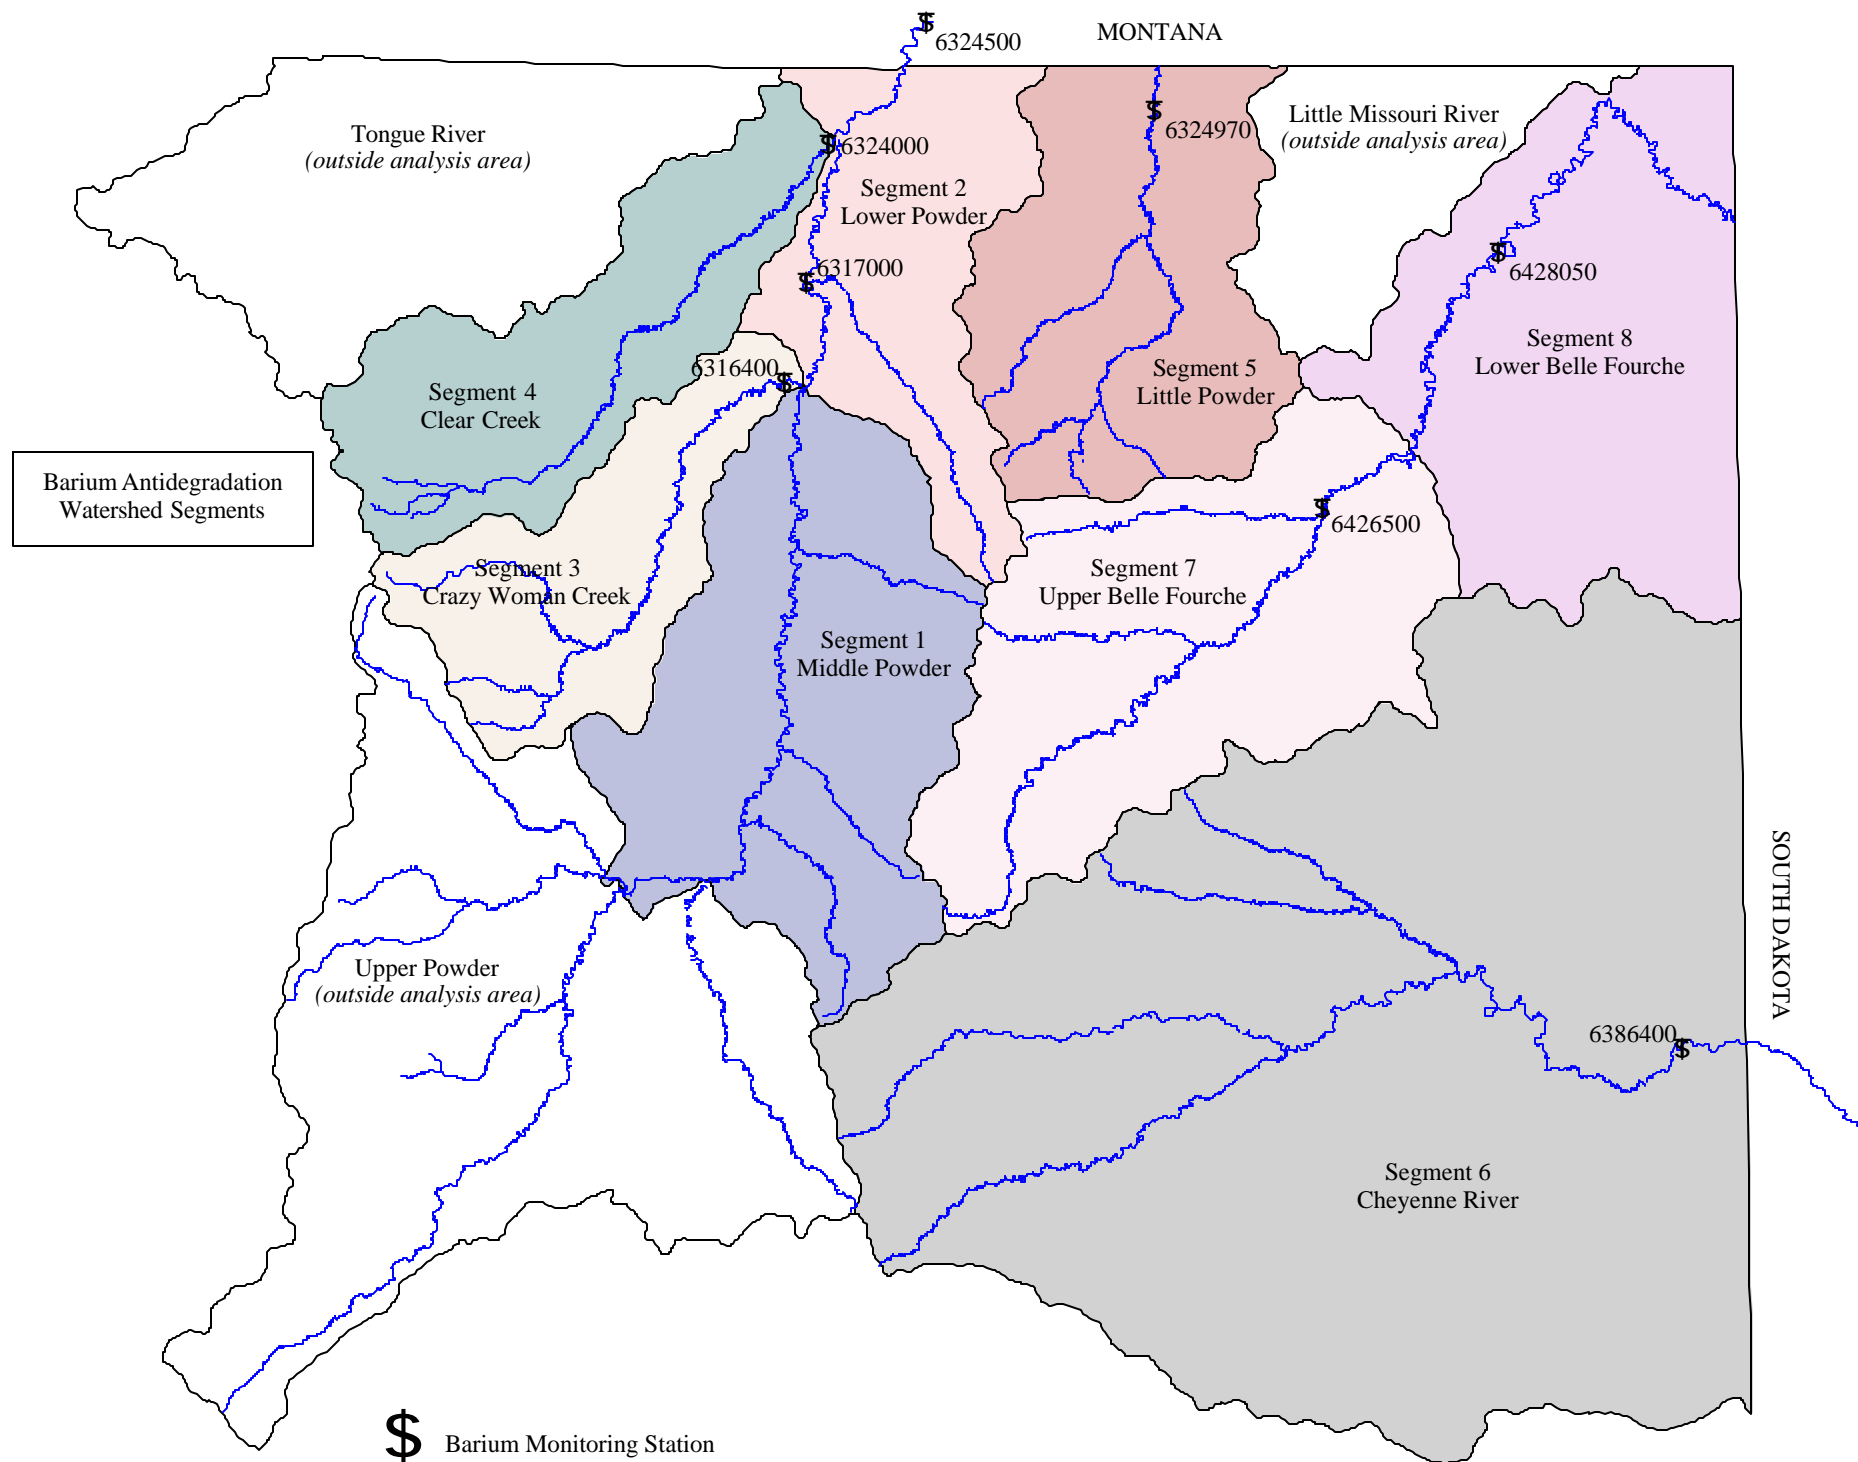 6324500
MONTANA
Tongue River
(outside analysis area)
6324000
6324970
Little Missouri River
(outside analysis area)
Segment 2
Lower Powder
6317000
6428050
Segment 8
Lower Belle Fourche
6316400
Segment 5
Little Powder
Segment 4
Clear Creek
Barium Antidegradation
Watershed Segments
6426500
Segment 3
Crazy Woman Creek
Segment 7
Upper Belle Fourche
Segment 1
Middle Powder
SOUTH DAKOTA
Upper Powder
(outside analysis area)
6386400
Segment 6
Cheyenne River
$ Barium Monitoring Station